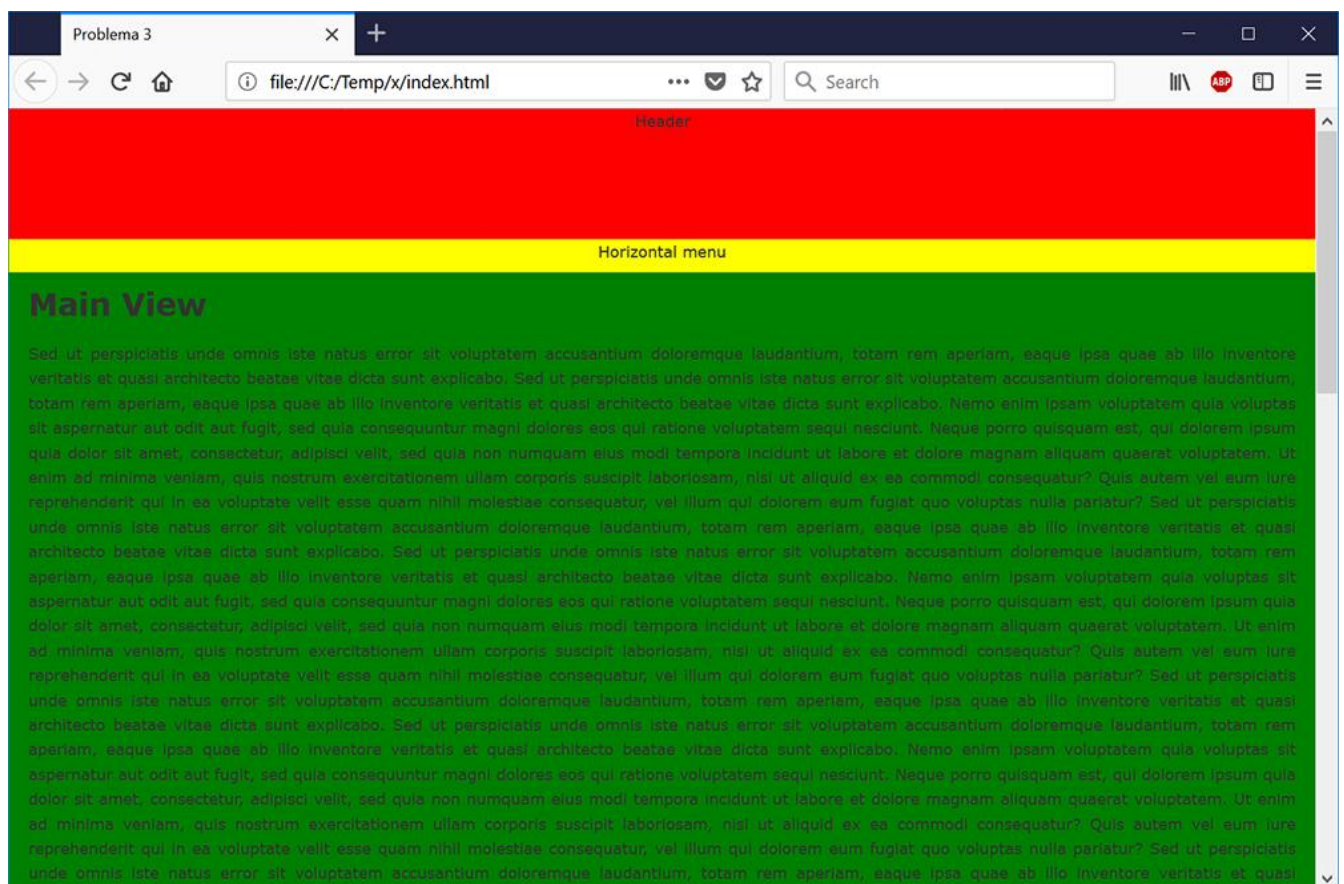 Problema 3
file:///C:/Temp/x/index.html
Search
ABP
Header
Horizontal menu
Main View
Sed ut perspiciatis unde omnis iste natus error sit voluptatem accusantium doloremque laudantium, totam rem aperiam, eaque ipsa quae ab illo inventore
veritatis et quasi architecto beatae vitae dicta sunt explicabo. Sed ut perspiciatis unde omnis iste natus error sit voluptatem accusantium doloremque laudantium,
totam rem aperiam, eaque ipsa quae ab illo inventore veritatis et quasi architecto beatae vitae dicta sunt explicabo. Nemo enim ipsam voluptatem quia voluptas
sit aspernatur aut odit aut fugit, sed quia consequuntur magni dolores eos qui ratione voluptatem sequi nesciunt. Neque porro quisquam est, qui dolorem ipsum
quia dolor sit amet, consectetur, adipisci velit, sed quia non numquam eius modi tempora incidunt ut labore et dolore magnam aliquam quaerat voluptatem. Ut
enim ad minima veniam, quis nostrum exercitationem ullam corporis suscipit laboriosam, nisi ut aliquid ex ea commodi consequatur? Quis autem vel eum iure
reprehenderit qui in ea voluptate velit esse quam nihil molestiae consequatur, vel illum qui dolorem eum fugiat quo voluptas nulla pariatur? Sed ut perspiciatis
unde omnis iste natus error sit voluptatem accusantium doloremque laudantium, totam rem aperiam, eaque ipsa quae ab illo inventore veritatis et quasi
architecto beatae vitae dicta sunt explicabo. Sed ut perspiciatis unde omnis iste natus error sit voluptatem accusantium doloremque laudantium, totam rem
aperiam, eaque ipsa quae ab illo inventore veritatis et quasi architecto beatae vitae dicta sunt explicabo. Nemo enim ipsam voluptatem quia voluptas sit
aspernatur aut odit aut fugit, sed quia consequuntur magni dolores eos qui ratione voluptatem sequi nesciunt. Neque porro quisquam est, qui dolorem ipsum quia
dolor sit amet, consectetur, adipisci velit, sed quia non numquam eius modi tempora incidunt ut labore et dolore magnam aliquam quaerat voluptatem. Ut enim
ad minima veniam, quis nostrum exercitationem ullam corporis suscipit laboriosam, nisi ut aliquid ex ea commodi consequatur? Quis autem vel eum iure
reprehenderit qui in ea voluptate velit esse quam nihil molestiae consequatur, vel illum qui dolorem eum fugiat quo voluptas nulla pariatur? Sed ut perspiciatis
unde omnis iste natus error sit voluptatem accusantium doloremque laudantium, totam rem aperiam, eaque ipsa quae ab illo inventore veritatis et quasi
architecto beatae vitae dicta sunt explicabo. Sed ut perspiciatis unde omnis iste natus error sit voluptatem accusantium doloremque laudantium, totam rem
aperiam, eaque ipsa quae ab illo inventore veritatis et quasi architecto beatae vitae dicta sunt explicabo. Nemo enim ipsam voluptatem quia voluptas sit
aspernatur aut odit aut fugit, sed quia consequuntur magni dolores eos qui ratione voluptatem sequi nesciunt. Neque porro quisquam est, qui dolorem ipsum quia
dolor sit amet, consectetur, adipisci velit, sed quia non numquam eius modi tempora incidunt ut labore et dolore magnam aliquam quaerat voluptatem. Ut enim
ad minima veniam, quis nostrum exercitationem ullam corporis suscipit laboriosam, nisi ut aliquid ex ea commodi consequatur? Quis autem vel eum iure
reprehenderit qui in ea voluptate velit esse quam nihil molestiae consequatur, vel illum qui dolorem eum fugiat quo voluptas nulla pariatur? Sed ut perspiciatis
unde omnis iste natus error sit voluptatem accusantium doloremque laudantium, totam rem aperiam, eaque ipsa quae ab illo inventore veritatis et quasi